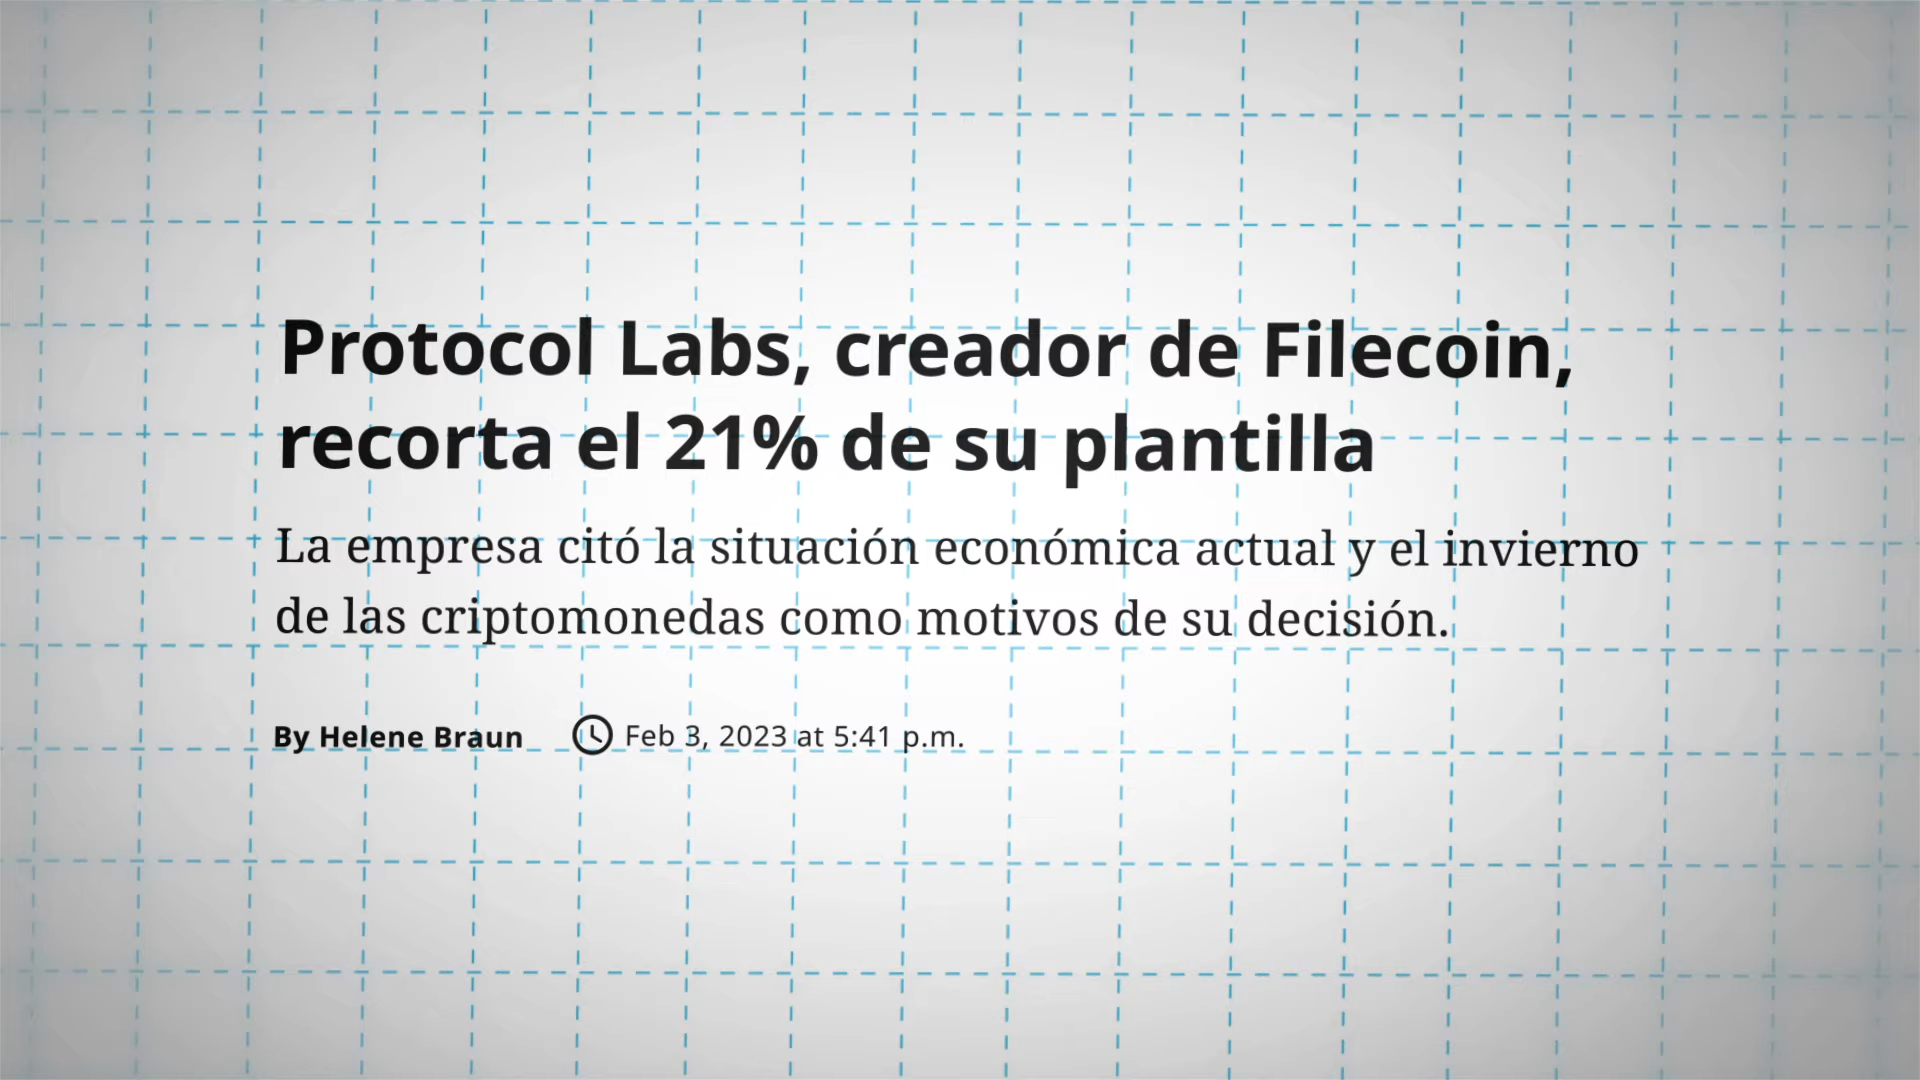 Protocol Labs, creador de Filecoin,
recorta el 21% de su plantilla
La empresa citó la situación económica actual y el invierno
de las criptomonedas como motivos de su decisión.
By Helene Braun Feb 3, 2023 at 5:41 p.m.